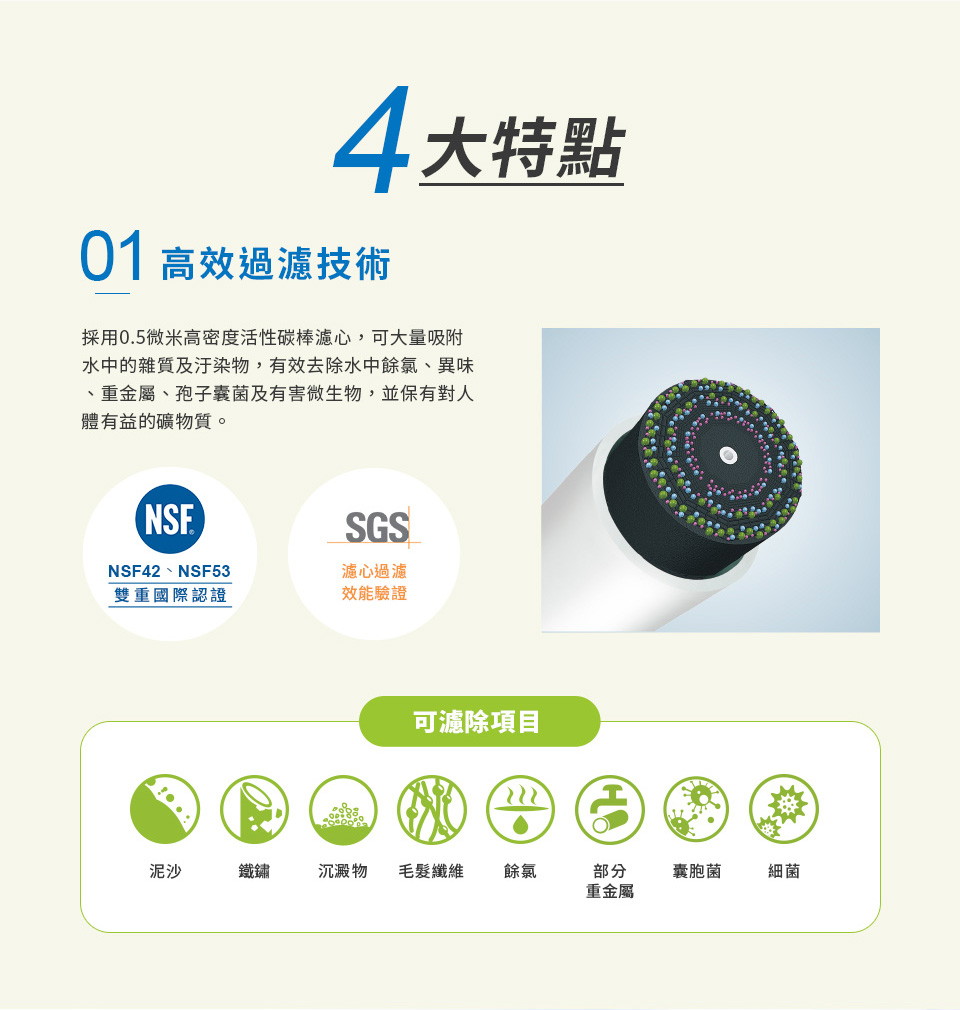 4大特點
01 高效過濾技術
採用0.5微米高密度活性碳棒濾心，可大量吸附
水中的雜質及汙染物，有效去除水中餘氯、異味
、重金屬、孢子囊菌及有害微生物，並保有對人
體有益的礦物質。
NSF®
NSF42、NSF53
雙重國際認證
SGS
濾心過濾
效能驗證
可濾除項目
泥沙
鐵鏽
沉澱物
毛髮纖維
餘氯
部分
重金屬
囊胞菌
細菌